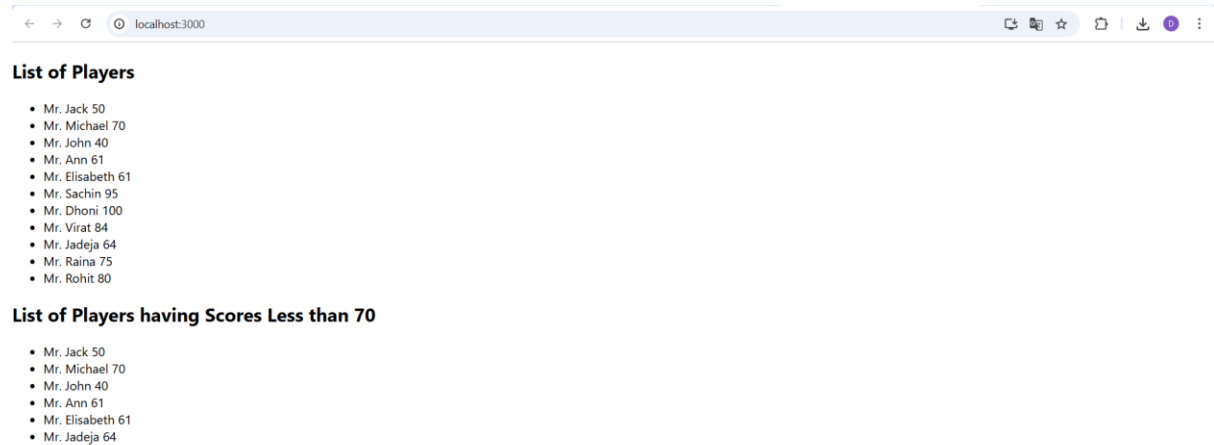 localhost:3000
D
List of Players
• Mr. Jack 50
• Mr. Michael 70
• Mr. John 40
• Mr. Ann 61
• Mr. Elisabeth 61
• Mr. Sachin 95
• Mr. Dhoni 100
• Mr. Virat 84
• Mr. Jadeja 64
• Mr. Raina 75
• Mr. Rohit 80
List of Players having Scores Less than 70
• Mr. Jack 50
• Mr. Michael 70
• Mr. John 40
• Mr. Ann 61
• Mr. Elisabeth 61
• Mr. Jadeja 64